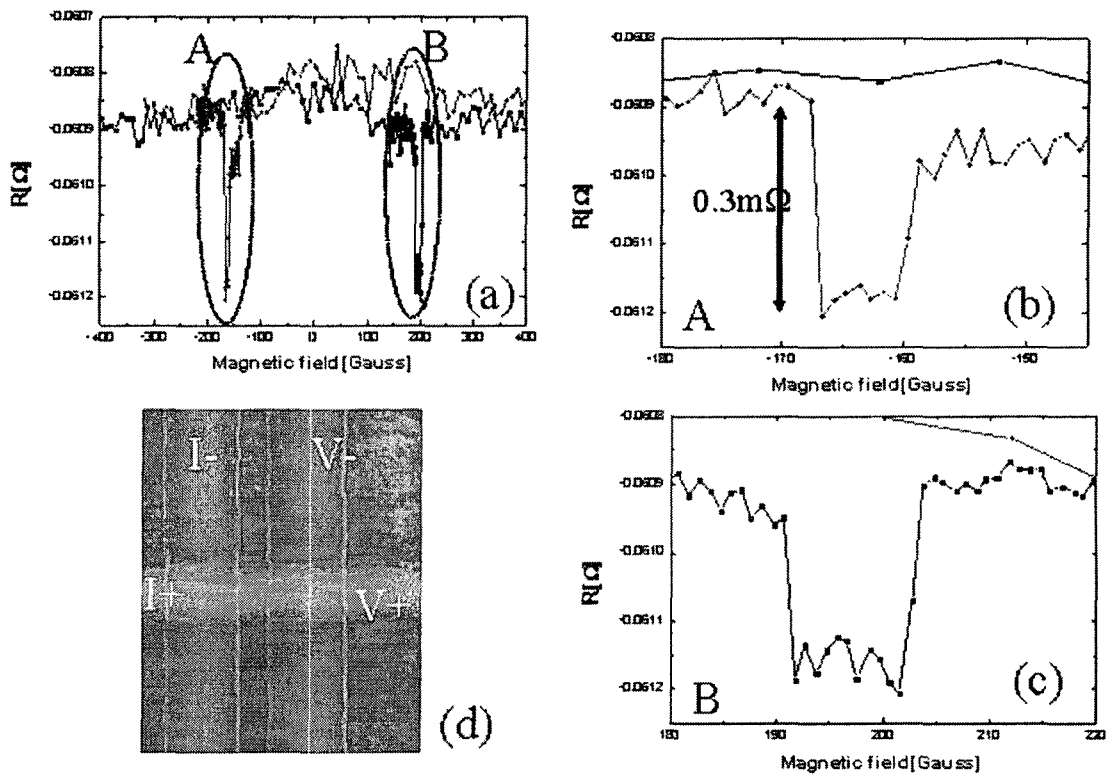 -0.0607
-0.0608
-0.0609
-0.0610
-0.0611
-0.0612
R[Ω]
A
B
(a)
-400 -300 -200 -100 0 100 200 300 400
Magnetic field[Gauss]
-0.0608
-0.0609
-0.0610
-0.0611
-0.0612
R[Ω]
0.3mΩ
A
(b)
-180 -170 -160 -150
Magnetic field[Gauss]
I- V-
I+ V+
(d)
-0.0608
-0.0609
-0.0610
-0.0611
-0.0612
R[Ω]
B
(c)
180 190 200 210 220
Magnetic field[Gauss]